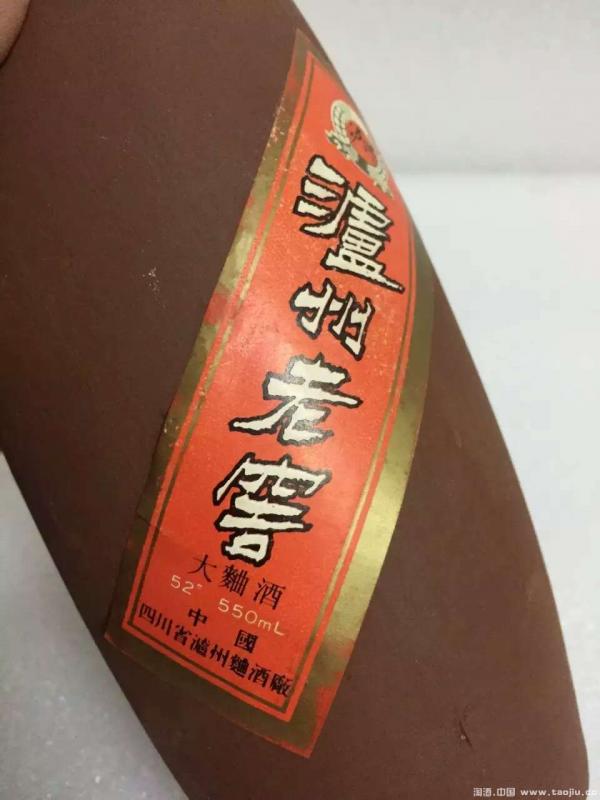 瀘州老窖
大麯酒
52° 550mL
中國
四川省瀘州麯酒廠
淘酒.中国 www.taojiu.co